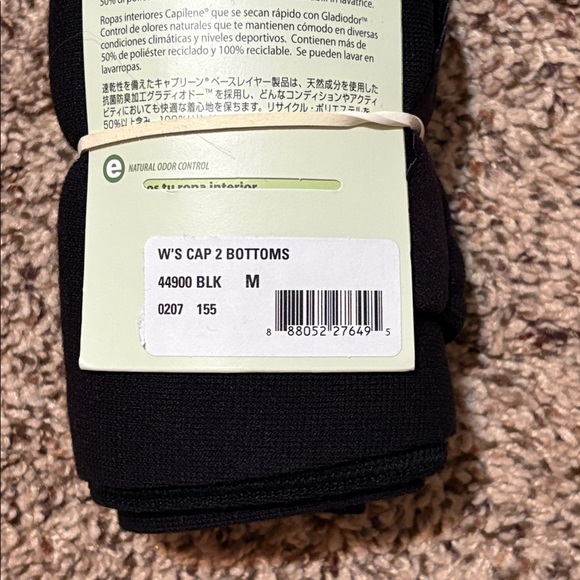 Ropas interiores Capilene® que se secan rápido con Gladiodor™
Control de olores naturales que te mantienen cómodo en diversas
condiciones climáticas y niveles deportivos. Contienen más de
50% de poliéster reciclado y 100% reciclable. Se pueden lavar en
lavarropas.
速乾性を備えたキャプリーン®ベースレイヤー製品は、天然成分を使用した
抗菌防臭加工グラディオドー™を採用し、どんなコンディションやアクティ
ビティにおいても快適な着心地を保ちます。リサイクル・ポリエステルを
50%以上含み、100%
e NATURAL ODOR CONTROL
os tu ropa interior
W'S CAP 2 BOTTOMS
44900 BLK M
0207 155
8 88052 27649 5